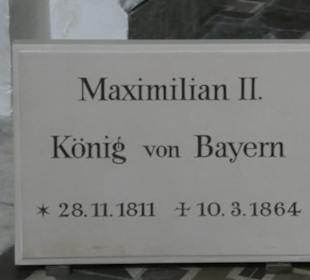 Maximilian II.
König von Bayern
* 28.11.1811 ✝ 10.3.1864